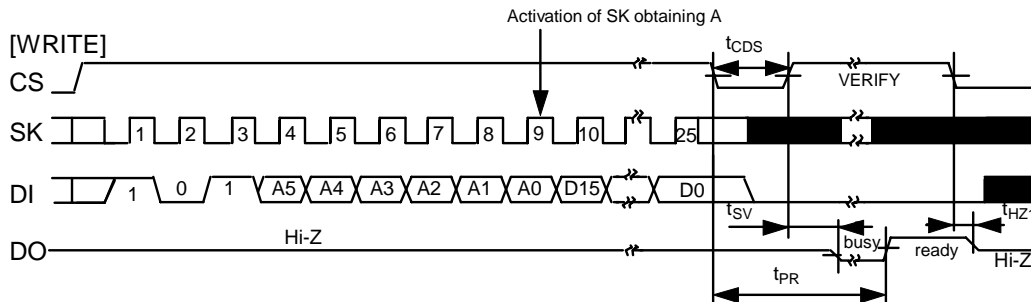 Activation of SK obtaining A
[WRITE]
tCDS
CS
VERIFY
SK
1 2 3 4 5 6 7 8 9 10 25
DI
1 0 1 A5 A4 A3 A2 A1 A0 D15 D0
tSV
tHZ1
DO
Hi-Z
busy
ready
Hi-Z
tPR